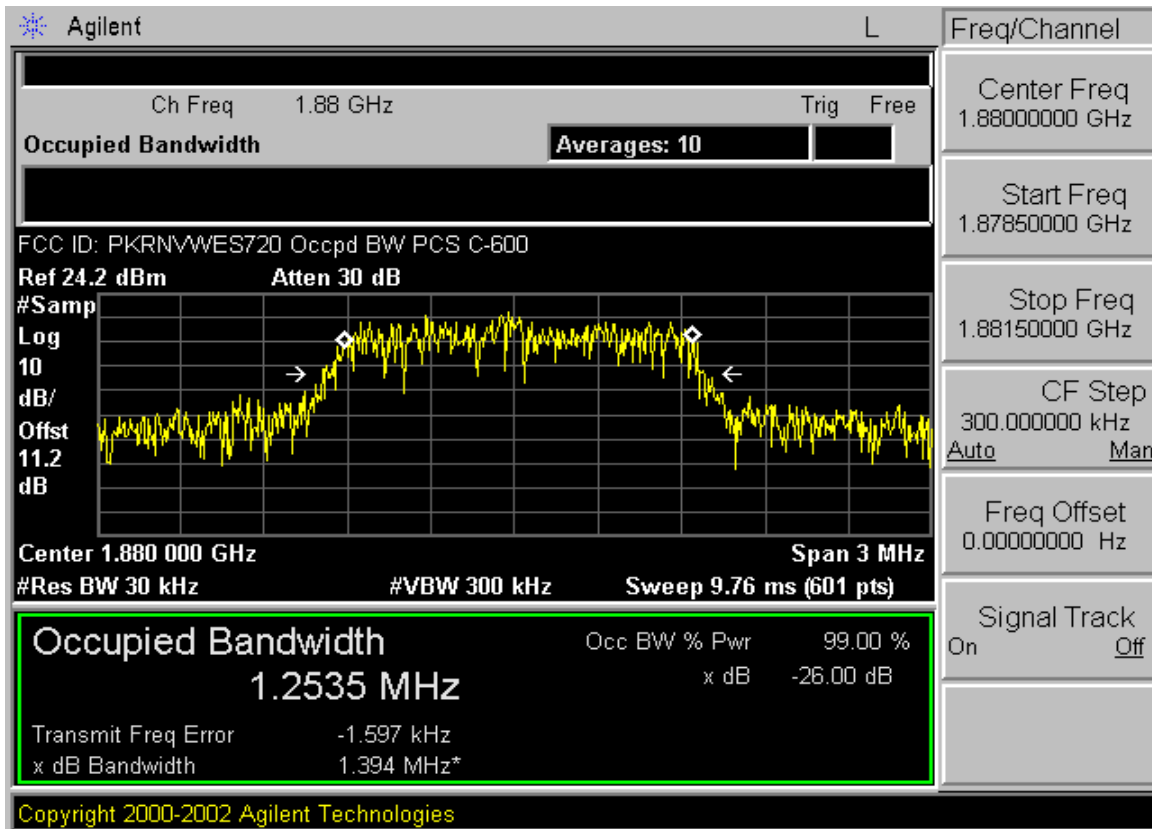 Agilent L
Ch Freq 1.88 GHz Trig Free
Occupied Bandwidth Averages: 10
FCC ID: PKRNVWES720 Occpd BW PCS C-600
Ref 24.2 dBm Atten 30 dB
#Samp
Log
10
dB/
Offst
11.2
dB
Center 1.880 000 GHz Span 3 MHz
#Res BW 30 kHz #VBW 300 kHz Sweep 9.76 ms (601 pts)
Occupied Bandwidth Occ BW % Pwr 99.00 %
1.2535 MHz x dB -26.00 dB
Transmit Freq Error -1.597 kHz
x dB Bandwidth 1.394 MHz*
Copyright 2000-2002 Agilent Technologies
Freq/Channel
Center Freq
1.88000000 GHz
Start Freq
1.87850000 GHz
Stop Freq
1.88150000 GHz
CF Step
300.000000 kHz
Auto Man
Freq Offset
0.00000000 Hz
Signal Track
On Off